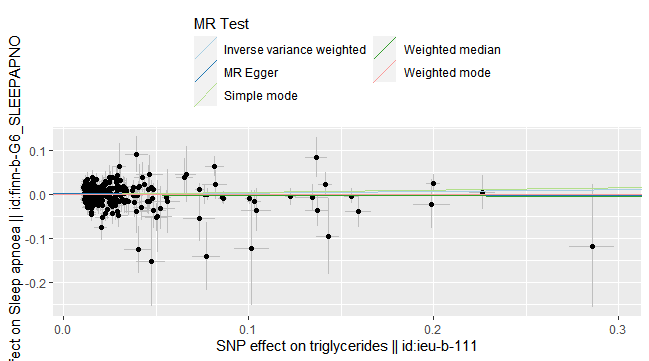 MR Test
Inverse variance weighted
Weighted median
MR Egger
Weighted mode
Simple mode
fect on Sleep apnoea || id:finn-b-G6_SLEEPAPNO
0.1
0.0
-0.1
-0.2
0.0
0.1
0.2
0.3
SNP effect on triglycerides || id:ieu-b-111